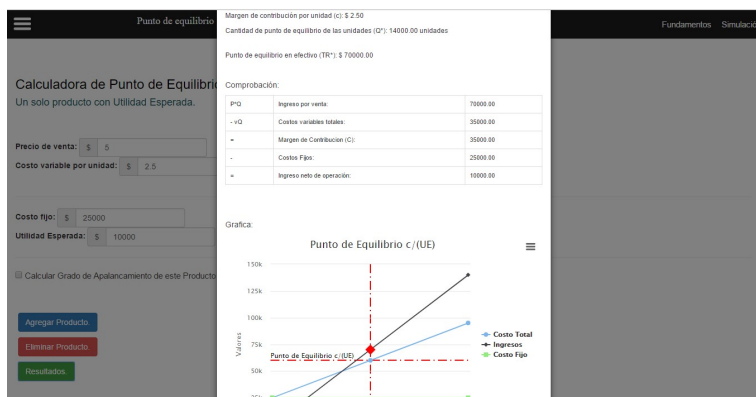 Punto de equilibrio
Fundamentos Simulació
Calculadora de Punto de Equilibrio
Un solo producto con Utilidad Esperada.
Precio de venta: $ 5
Costo variable por unidad: $ 2.5
Costo fijo: $ 25000
Utilidad Esperada: $ 10000
Calcular Grado de Apalancamiento de este Producto
Agregar Producto.
Eliminar Producto.
Resultados.
Margen de contribución por unidad (c): $ 2.50
Cantidad de punto de equilibrio de las unidades (Q*): 14000.00 unidades
Punto de equilibrio en efectivo (TR*): $ 70000.00
Comprobación:
P*Q Ingreso por venta: 70000.00
- vQ Costos variables totales: 35000.00
= Margen de Contribucion (C): 35000.00
- Costos Fijos: 25000.00
= Ingreso neto de operación: 10000.00
Grafica:
Punto de Equilibrio c/(UE)
150k
125k
100k
75k
50k
25k
Valores
Punto de Equilibrio c/(UE)
Costo Total
Ingresos
Costo Fijo